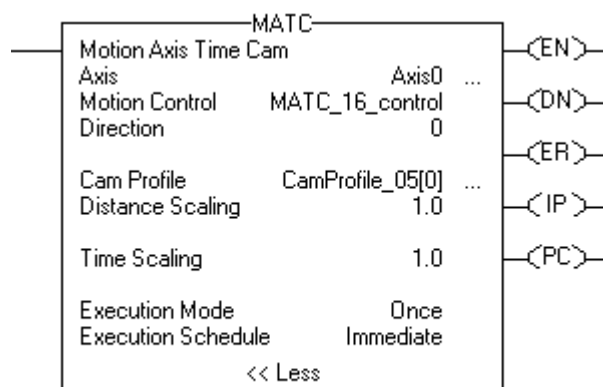 MATC
Motion Axis Time Cam
Axis Axis0 ...
Motion Control MATC_16_control
Direction 0
Cam Profile CamProfile_05[0] ...
Distance Scaling 1.0
Time Scaling 1.0
Execution Mode Once
Execution Schedule Immediate
<< Less
EN
DN
ER
IP
PC